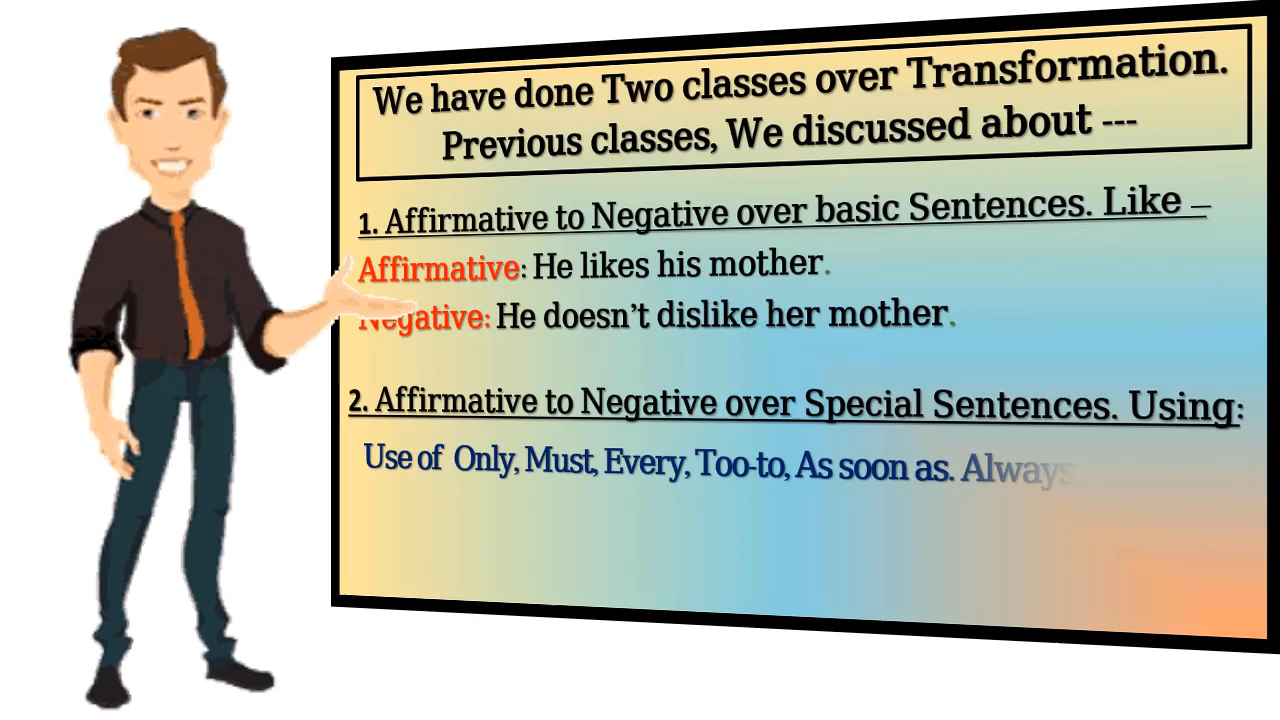 We have done Two classes over Transformation.
Previous classes, We discussed about ---
1. Affirmative to Negative over basic Sentences. Like –
Affirmative: He likes his mother.
Negative: He doesn’t dislike her mother.
2. Affirmative to Negative over Special Sentences. Using:
Use of Only, Must, Every, Too-to, As soon as. Always